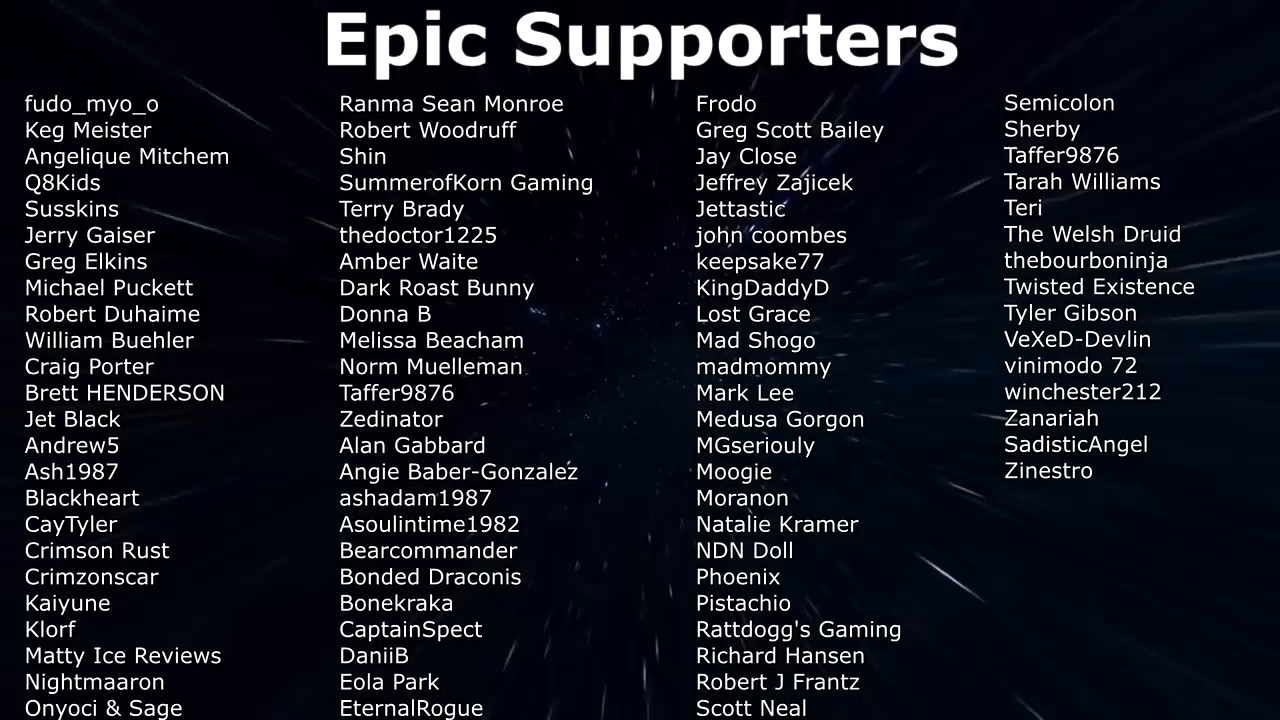 Epic Supporters
fudo_myo_o
Keg Meister
Angelique Mitchem
Q8Kids
Susskins
Jerry Gaiser
Greg Elkins
Michael Puckett
Robert Duhaime
William Buehler
Craig Porter
Brett HENDERSON
Jet Black
Andrew5
Ash1987
Blackheart
CayTyler
Crimson Rust
Crimzonscar
Kaiyune
Klorf
Matty Ice Reviews
Nightmaaron
Onyoci & Sage
Ranma Sean Monroe
Robert Woodruff
Shin
SummerofKorn Gaming
Terry Brady
thedoctor1225
Amber Waite
Dark Roast Bunny
Donna B
Melissa Beacham
Norm Muelleman
Taffer9876
Zedinator
Alan Gabbard
Angie Baber-Gonzalez
ashadam1987
Asoulintime1982
Bearcommander
Bonded Draconis
Bonekraka
CaptainSpect
DaniiB
Eola Park
EternalRogue
Frodo
Greg Scott Bailey
Jay Close
Jeffrey Zajicek
Jettastic
john coombes
keepsake77
KingDaddyD
Lost Grace
Mad Shogo
madmommy
Mark Lee
Medusa Gorgon
MGseriouly
Moogie
Moranon
Natalie Kramer
NDN Doll
Phoenix
Pistachio
Rattdogg's Gaming
Richard Hansen
Robert J Frantz
Scott Neal
Semicolon
Sherby
Taffer9876
Tarah Williams
Teri
The Welsh Druid
thebourboninja
Twisted Existence
Tyler Gibson
VeXeD-Devlin
vinimodo 72
winchester212
Zanariah
SadisticAngel
Zinestro